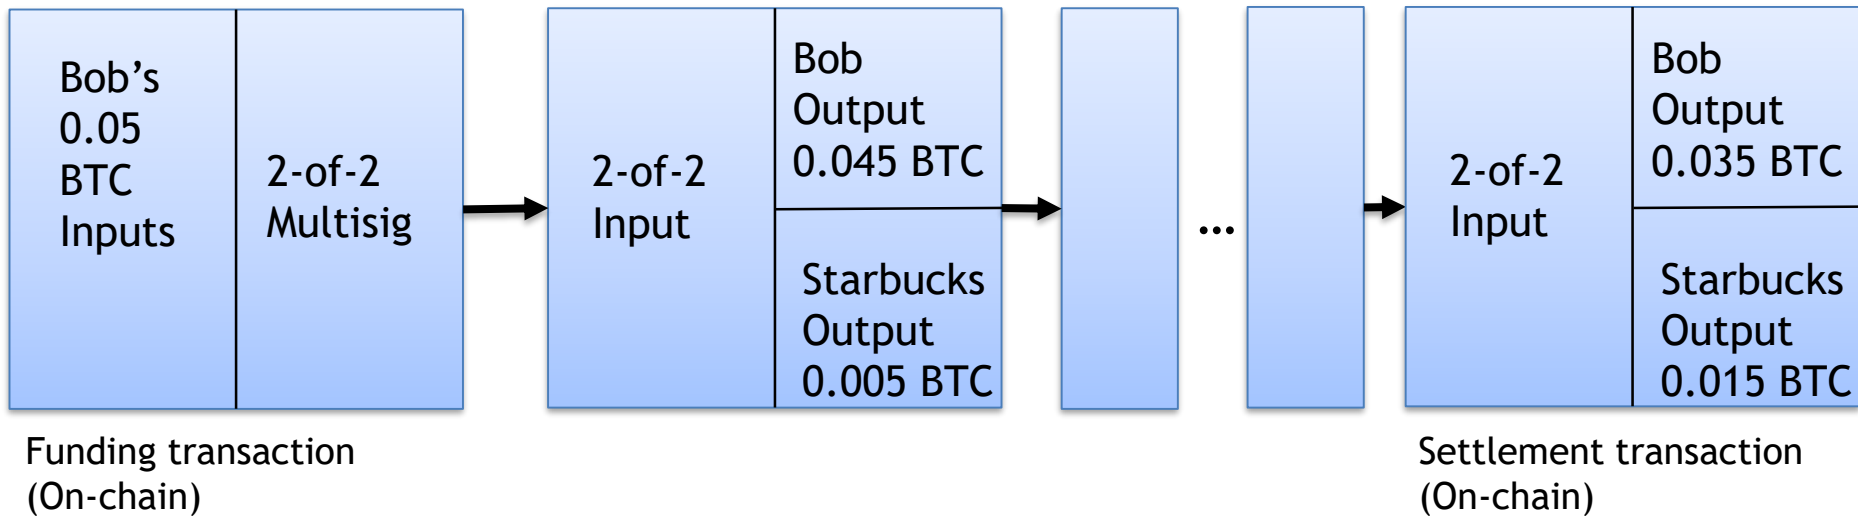 Bob’s
0.05
BTC
Inputs
2-of-2
Multisig
2-of-2
Input
Bob
Output
0.045 BTC
Starbucks
Output
0.005 BTC
...
2-of-2
Input
Bob
Output
0.035 BTC
Starbucks
Output
0.015 BTC
Funding transaction
(On-chain)
Settlement transaction
(On-chain)